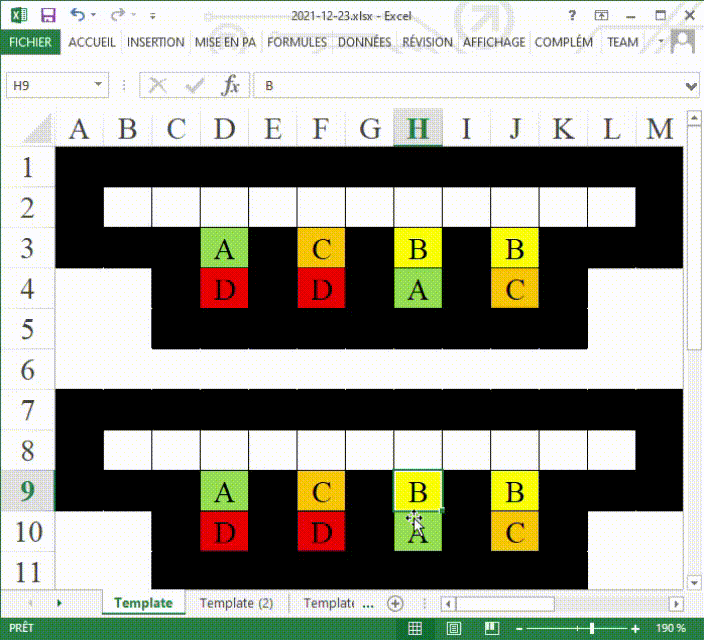 2021-12-23.xlsx - Excel ?
FICHIER ACCUEIL INSERTION MISE EN PA FORMULES DONNÉES RÉVISION AFFICHAGE COMPLÉM TEAM
H9 fx B
A B C D E F G H I J K L M
1
2
3 A C B B
4 D D A C
5
6
7
8
9 A C B B
10 D D A C
11
Template Template (2) Template ...
PRÊT 190 %